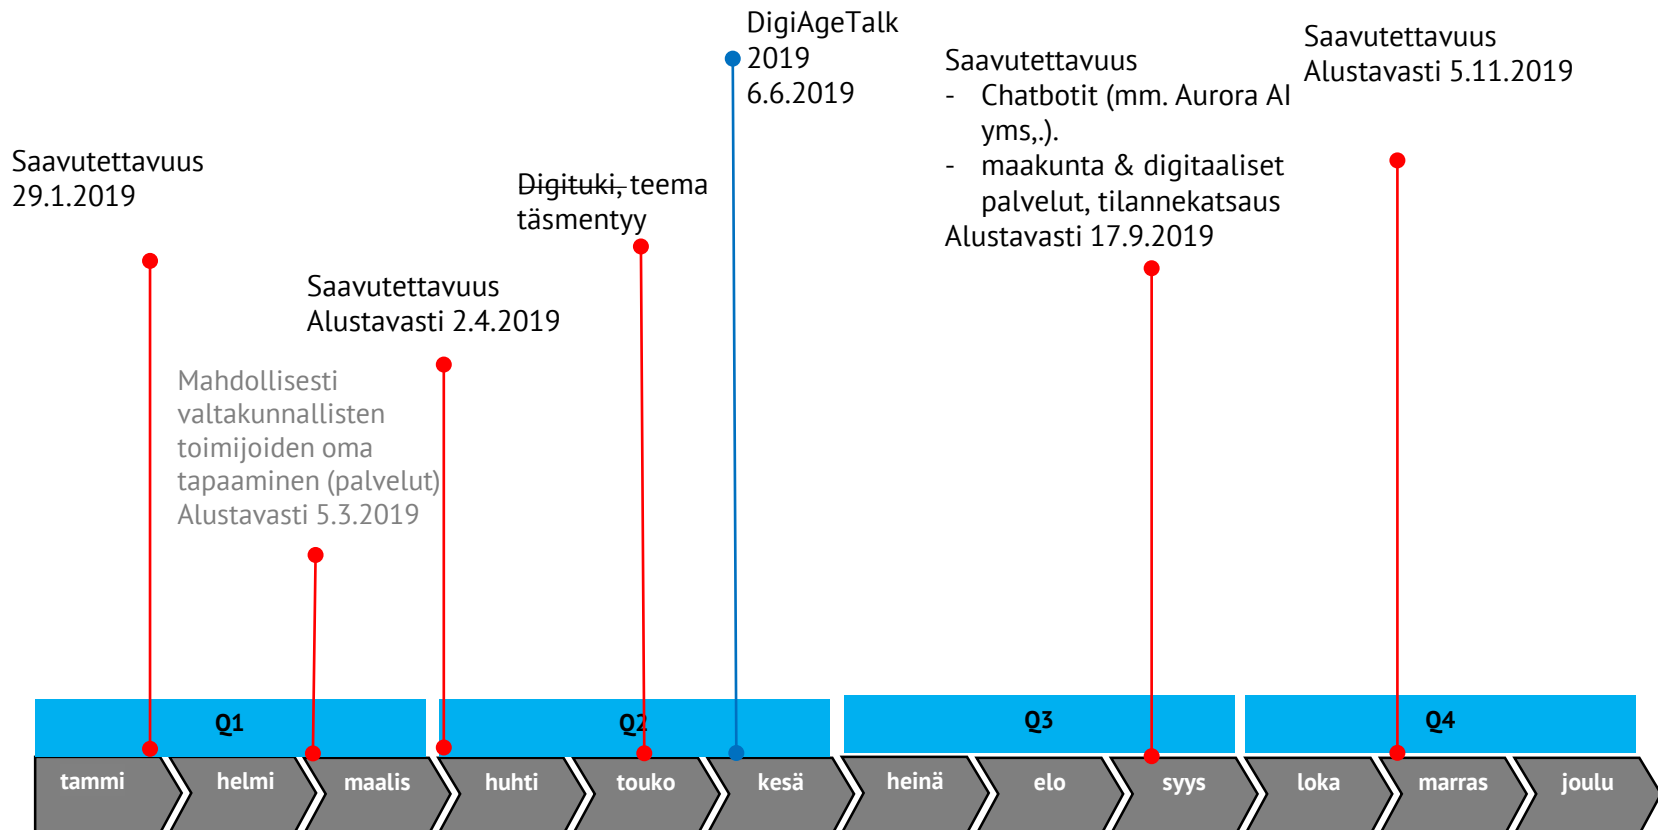 DigiAgeTalk
2019
6.6.2019
Saavutettavuus
Alustavasti 5.11.2019
Saavutettavuus
- Chatbotit (mm. Aurora AI
yms,.).
- maakunta & digitaaliset
palvelut, tilannekatsaus
Alustavasti 17.9.2019
Saavutettavuus
29.1.2019
Digituki, teema
täsmentyy
Saavutettavuus
Alustavasti 2.4.2019
Mahdollisesti
valtakunnallisten
toimijoiden oma
tapaaminen (palvelut)
Alustavasti 5.3.2019
Q1 Q2 Q3 Q4
tammi helmi maalis huhti touko kesä heinä elo syys loka marras joulu